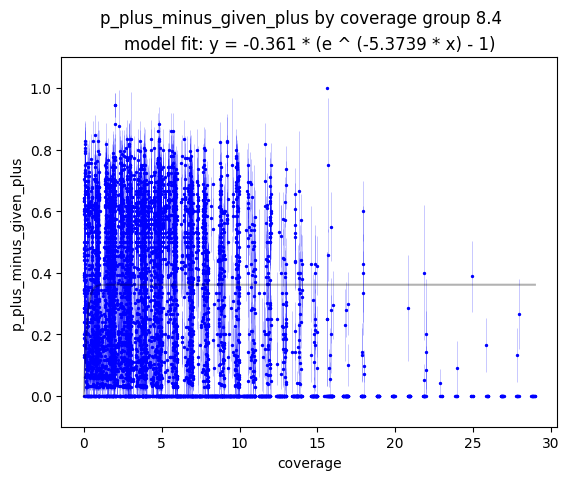 p_plus_minus_given_plus by coverage group 8.4
model fit: y = -0.361 * (e ^ (-5.3739 * x) - 1)
1.0
0.8
0.6
0.4
0.2
0.0
p_plus_minus_given_plus
0 5 10 15 20 25 30
coverage